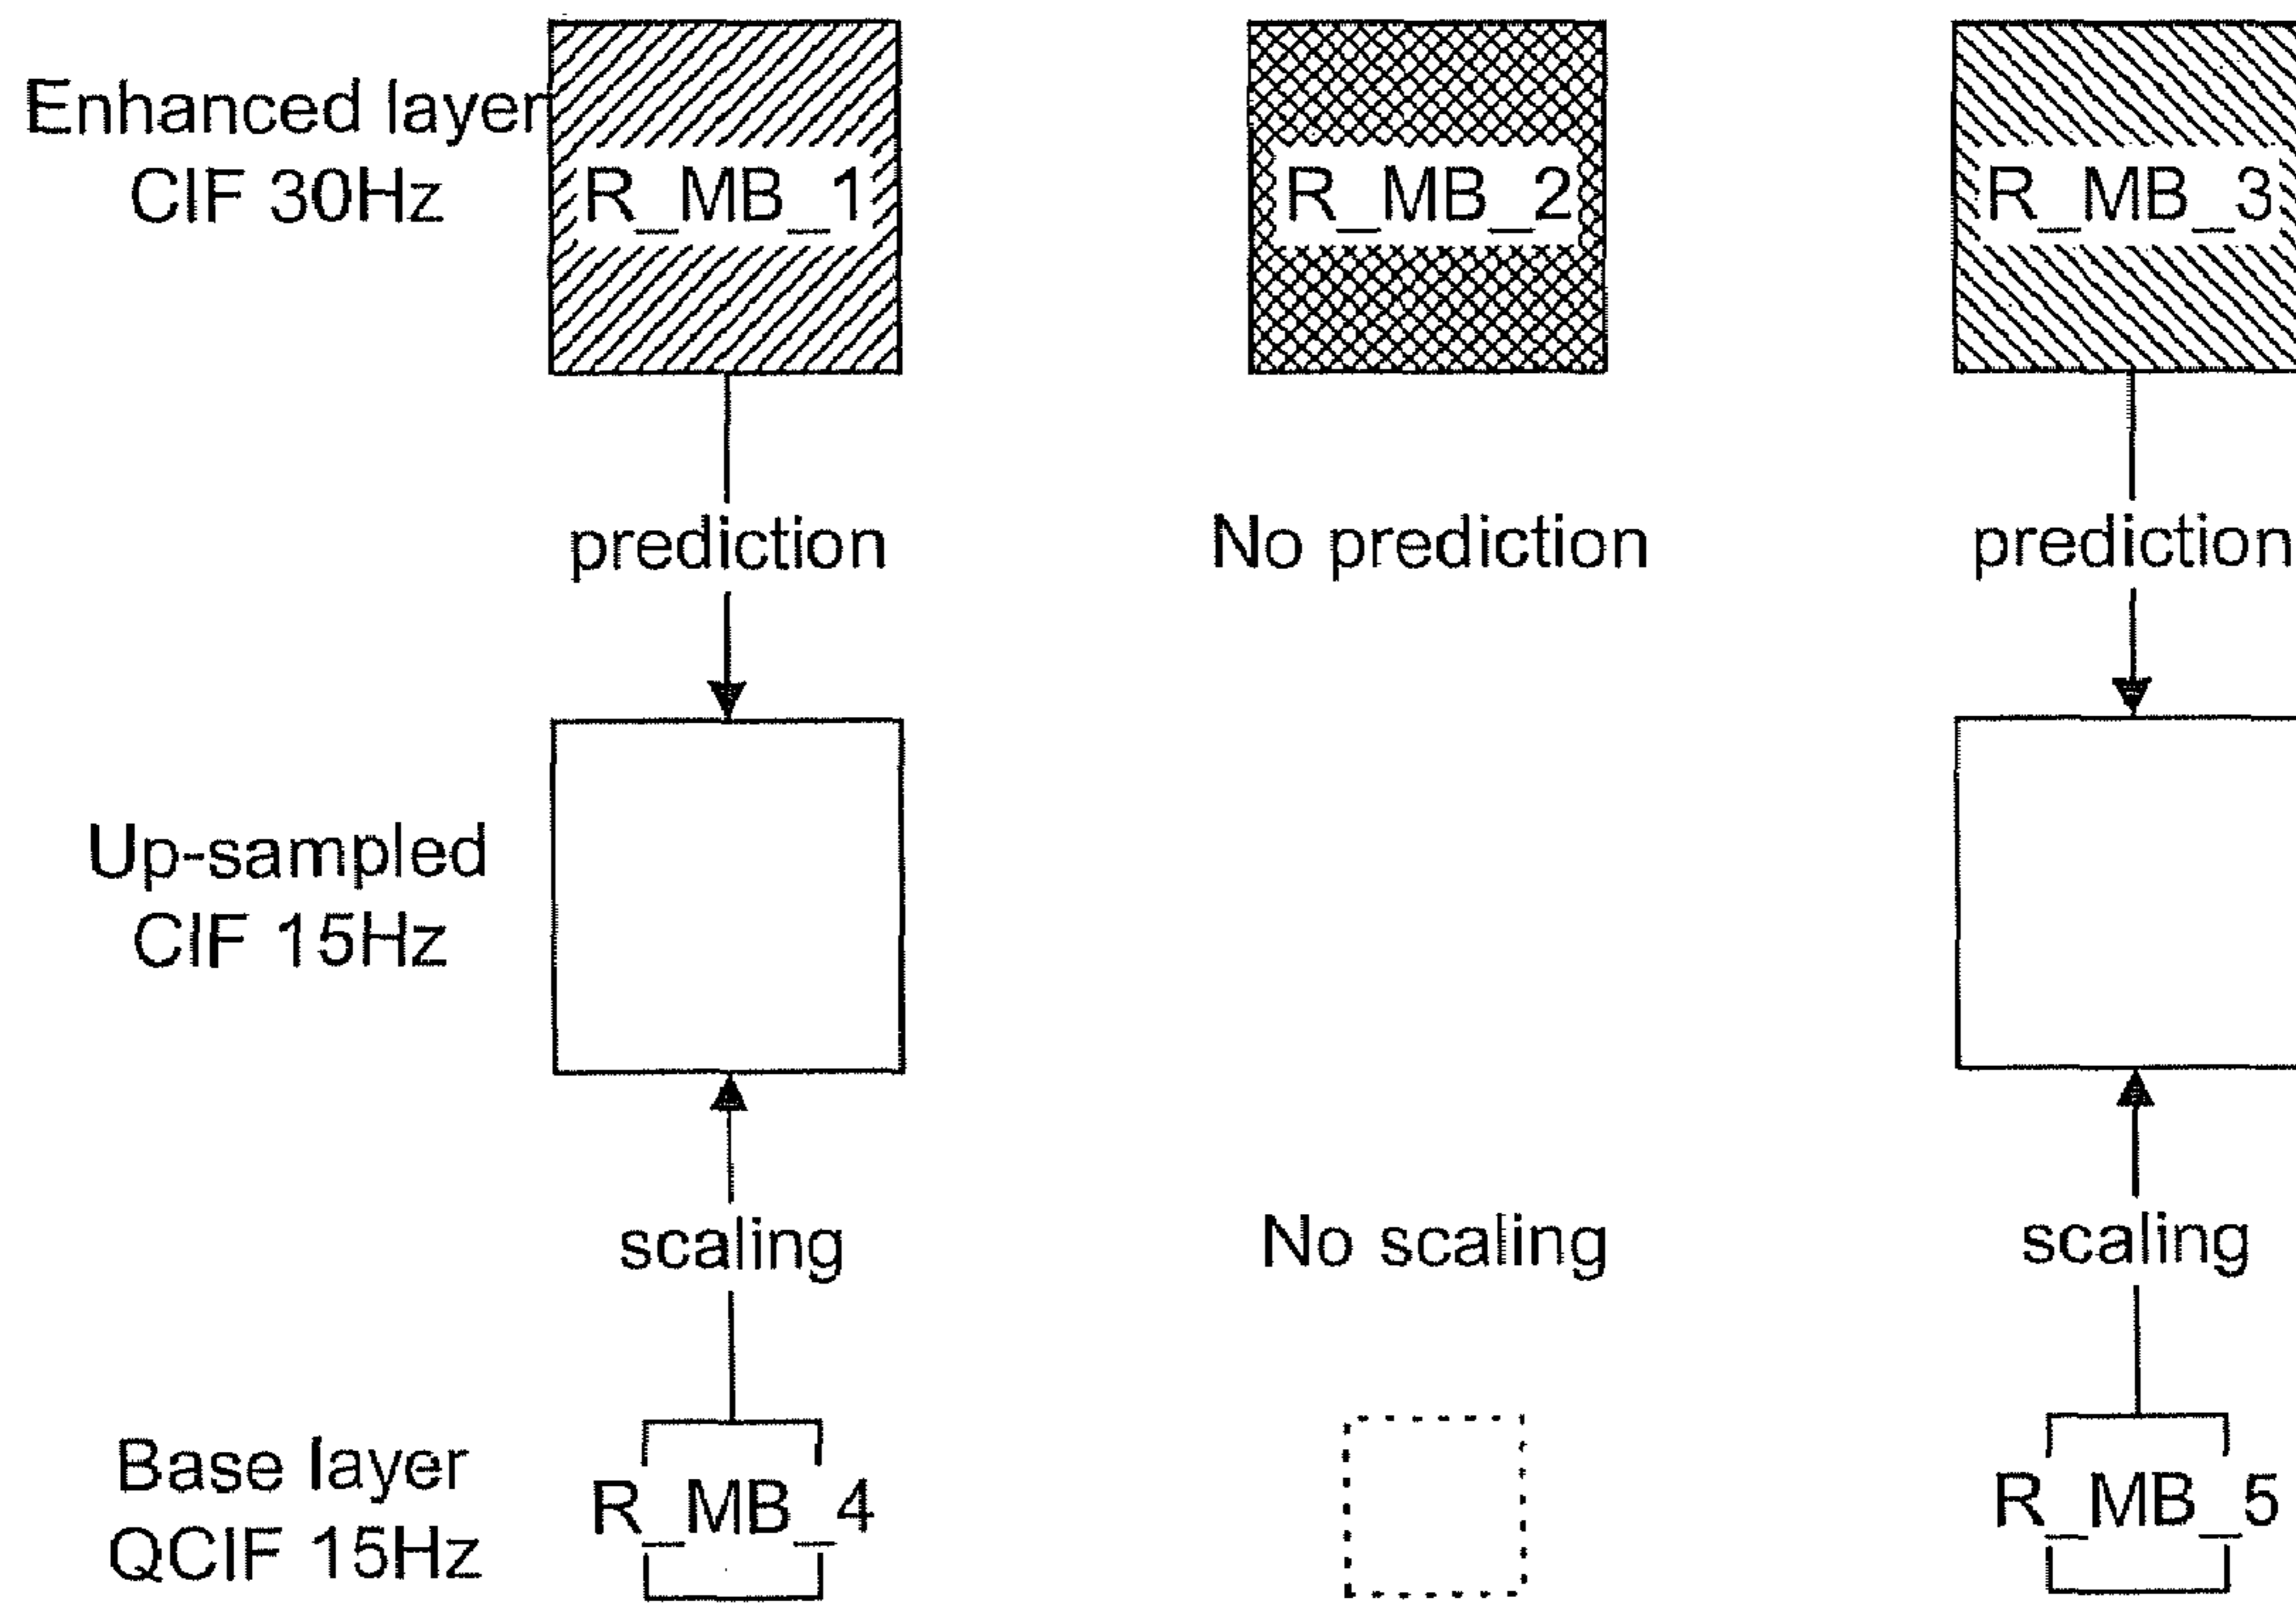 Enhanced layer
CIF 30Hz
R_MB_1
R_MB_2
R_MB_3
prediction
No prediction
prediction
Up-sampled
CIF 15Hz
scaling
No scaling
scaling
Base layer
QCIF 15Hz
R_MB_4
R_MB_5